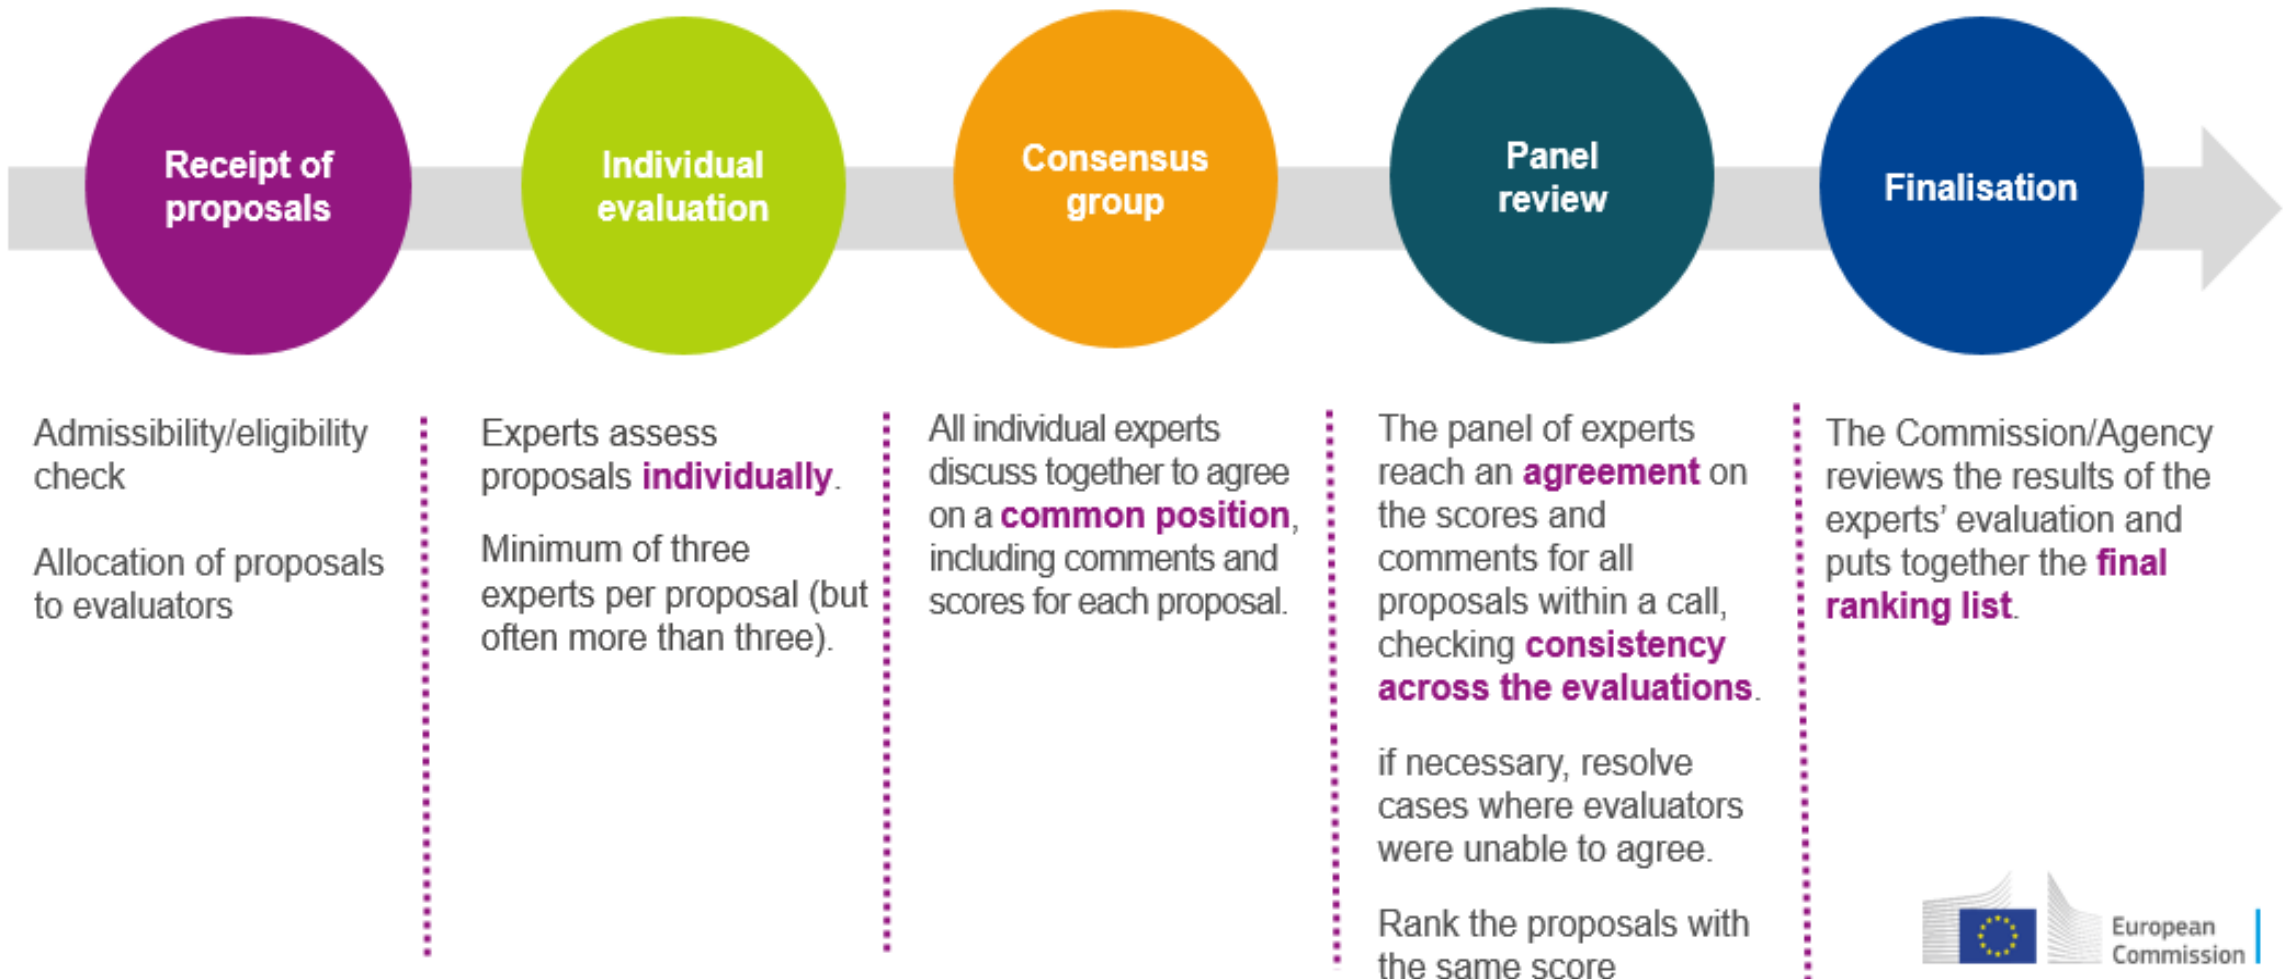 Receipt of
proposals
Individual
evaluation
Consensus
group
Panel
review
Finalisation
Admissibility/eligibility
check
Allocation of proposals
to evaluators
Experts assess
proposals individually.
Minimum of three
experts per proposal (but
often more than three).
All individual experts
discuss together to agree
on a common position,
including comments and
scores for each proposal.
The panel of experts
reach an agreement on
the scores and
comments for all
proposals within a call,
checking consistency
across the evaluations.
if necessary, resolve
cases where evaluators
were unable to agree.
Rank the proposals with
the same score
The Commission/Agency
reviews the results of the
experts’ evaluation and
puts together the final
ranking list.
European
Commission